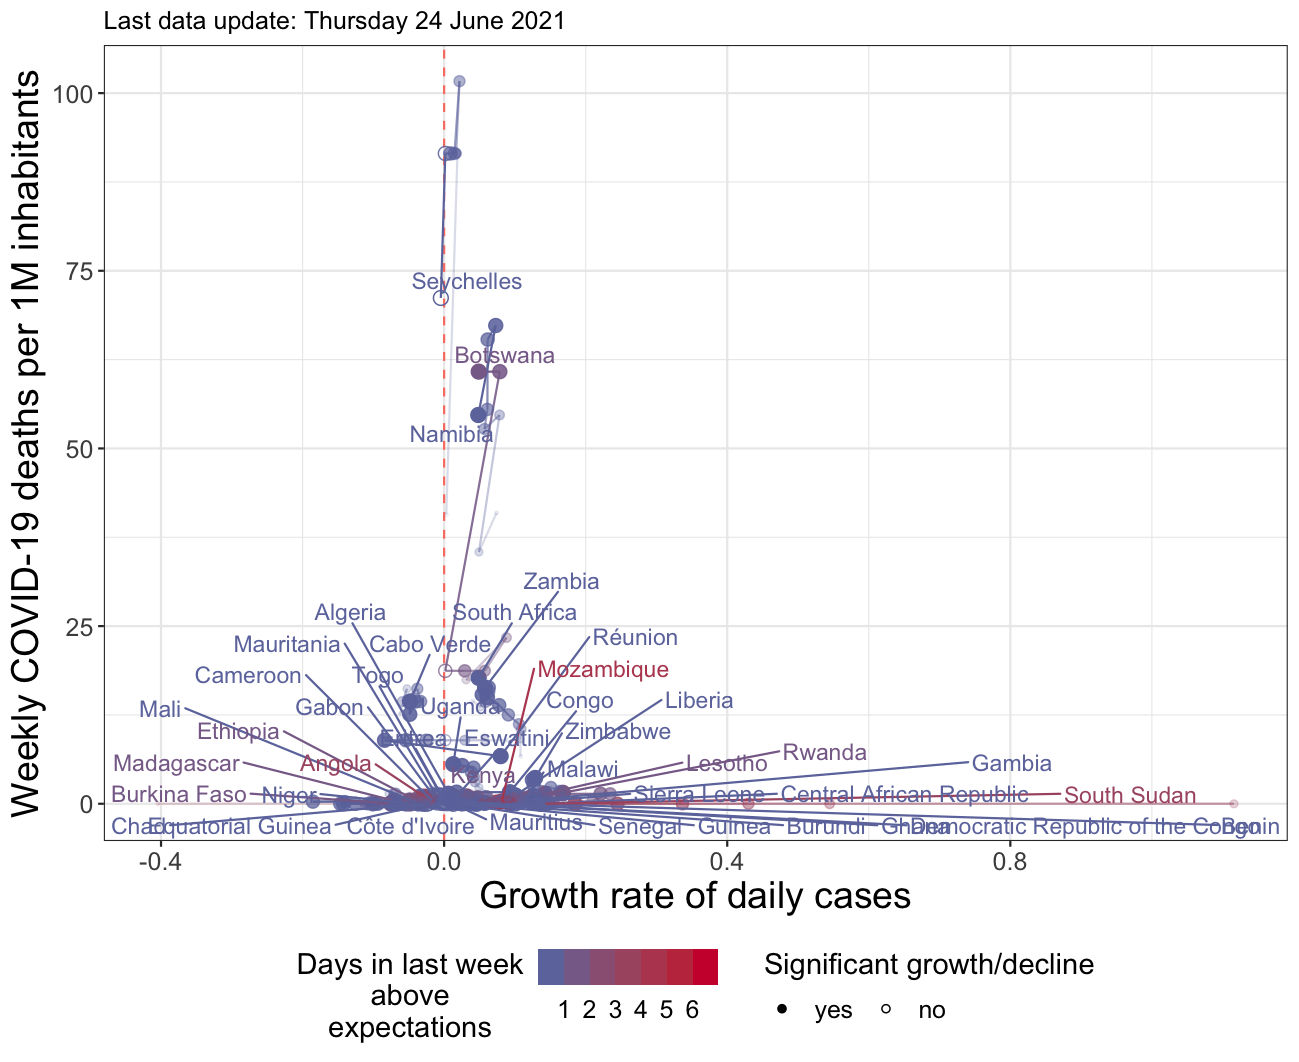 Last data update: Thursday 24 June 2021
Weekly COVID-19 deaths per 1M inhabitants
100
75
50
25
0
Seychelles
Botswana
Namibia
Zambia
Algeria
South Africa
Mauritania
Cabo Verde
Réunion
Cameroon
Togo
Mozambique
Mali
Gabon
Uganda
Congo
Liberia
Ethiopia
Eritrea
Eswatini
Zimbabwe
Madagascar
Angola
Kenya
Malawi
Lesotho
Rwanda
Gambia
Burkina Faso
Niger
Sierra Leone
Central African Republic
South Sudan
Chad
Equatorial Guinea
Côte d'Ivoire
Mauritius
Senegal
Guinea
Burundi
Ghana
Democratic Republic of the Congo
Benin
-0.4
0.0
0.4
0.8
Growth rate of daily cases
Days in last week
above
expectations
1 2 3 4 5 6
Significant growth/decline
yes
no